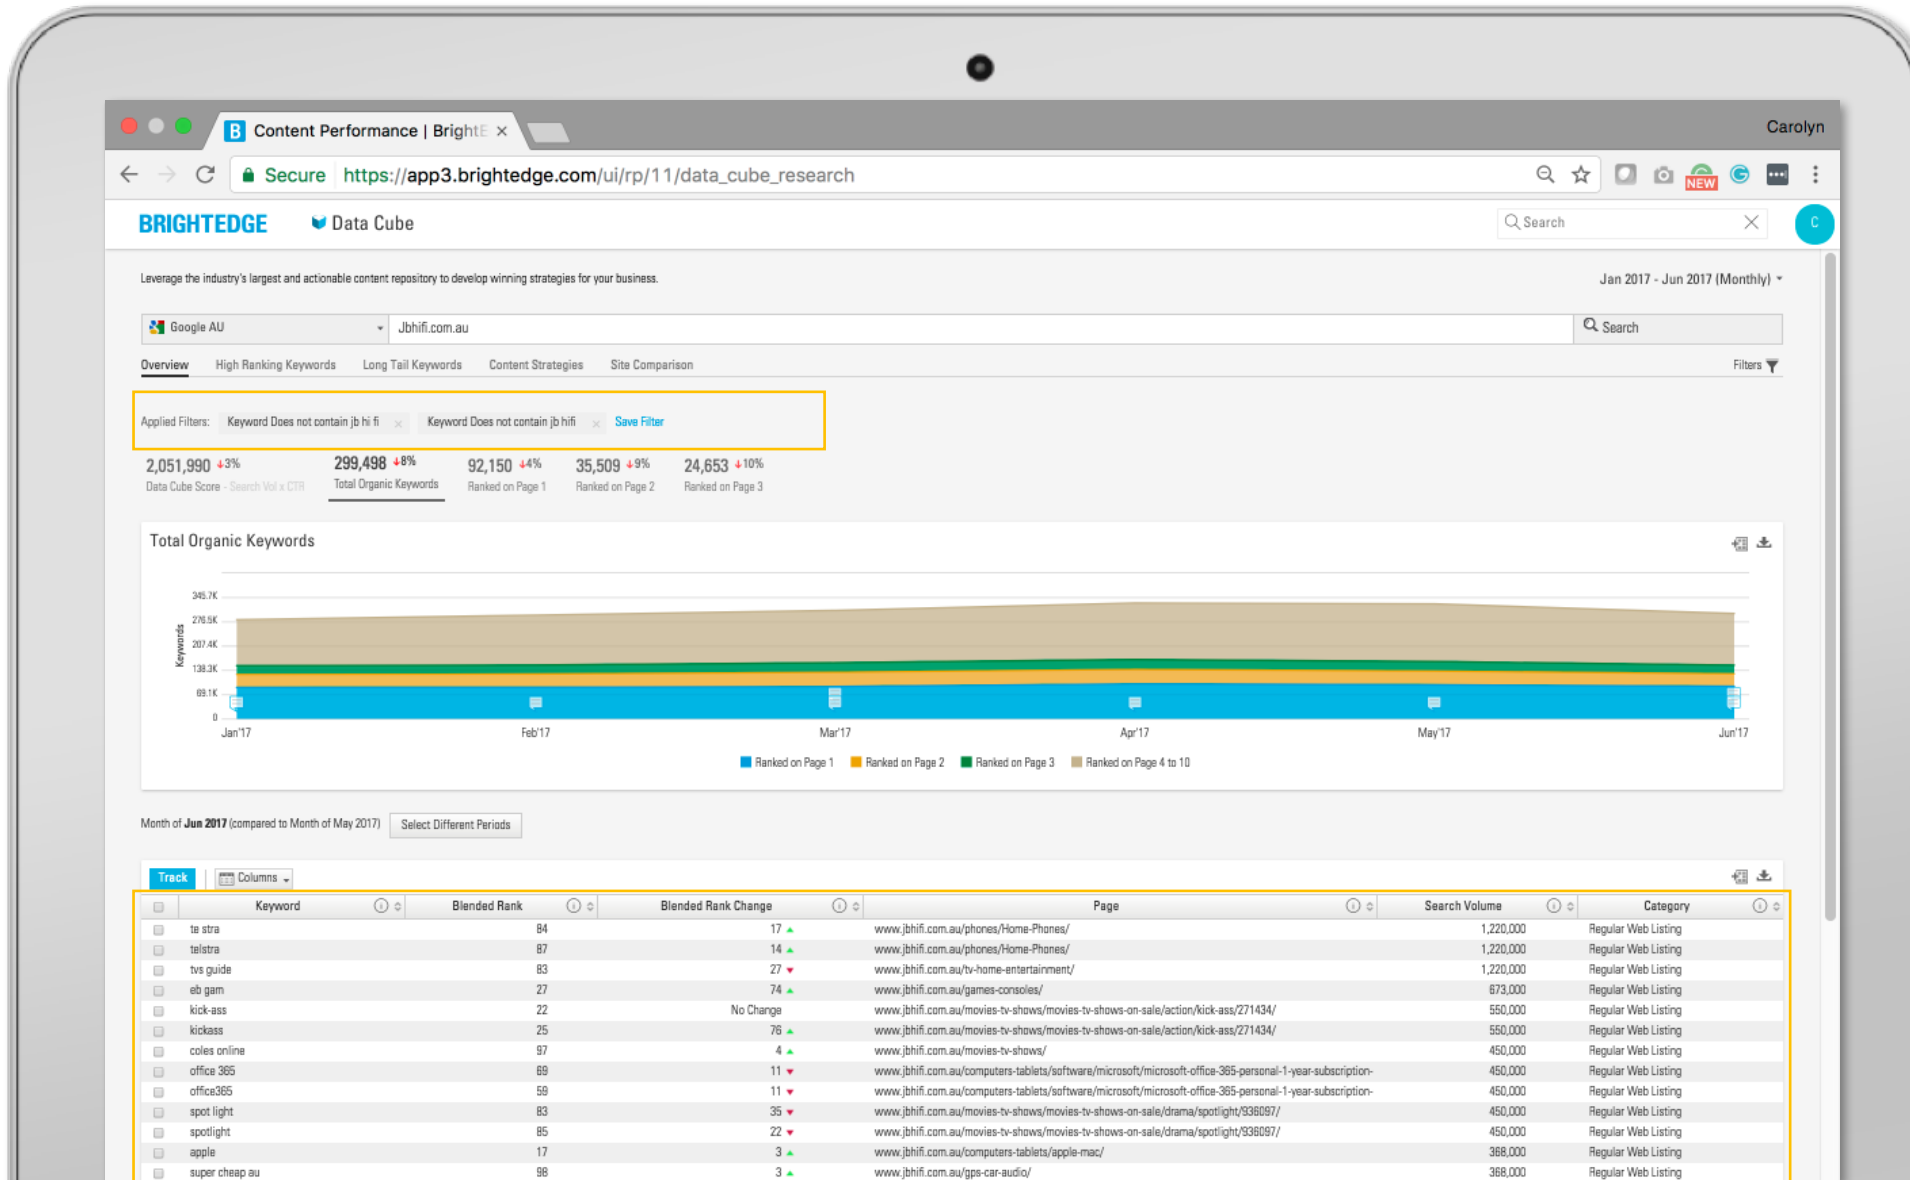 B Content Performance | BrightE ×
Carolyn
Secure https://app3.brightedge.com/ui/rp/11/data_cube_research
NEW
BRIGHTEDGE Data Cube Search C
Leverage the industry's largest and actionable content repository to develop winning strategies for your business. Jan 2017 - Jun 2017 (Monthly)
Google AU Jbhifi.com.au Search
Overview High Ranking Keywords Long Tail Keywords Content Strategies Site Comparison Filters
Applied Filters: Keyword Does not contain jb hi fi × Keyword Does not contain jb hifi × Save Filter
2,051,990 3% 299,498 8% 92,150 4% 35,509 9% 24,653 10%
Data Cube Score - Search Vol x CTR Total Organic Keywords Ranked on Page 1 Ranked on Page 2 Ranked on Page 3
Total Organic Keywords
345.7K
276.5K
207.4K
138.3K
69.1K
0
Keywords
Jan'17 Feb'17 Mar'17 Apr'17 May'17 Jun'17
Ranked on Page 1 Ranked on Page 2 Ranked on Page 3 Ranked on Page 4 to 10
Month of Jun 2017 (compared to Month of May 2017) Select Different Periods
Track Columns
Keyword Blended Rank Blended Rank Change Page Search Volume Category
te stra 84 17 www.jbhifi.com.au/phones/Home-Phones/ 1,220,000 Regular Web Listing
telstra 87 14 www.jbhifi.com.au/phones/Home-Phones/ 1,220,000 Regular Web Listing
tvs guide 83 27 www.jbhifi.com.au/tv-home-entertainment/ 1,220,000 Regular Web Listing
eb gam 27 74 www.jbhifi.com.au/games-consoles/ 673,000 Regular Web Listing
kick-ass 22 No Change www.jbhifi.com.au/movies-tv-shows/movies-tv-shows-on-sale/action/kick-ass/271434/ 550,000 Regular Web Listing
kickass 25 76 www.jbhifi.com.au/movies-tv-shows/movies-tv-shows-on-sale/action/kick-ass/271434/ 550,000 Regular Web Listing
coles online 97 4 www.jbhifi.com.au/movies-tv-shows/ 450,000 Regular Web Listing
office 365 69 11 www.jbhifi.com.au/computers-tablets/software/microsoft/microsoft-office-365-personal-1-year-subscription- 450,000 Regular Web Listing
office365 59 11 www.jbhifi.com.au/computers-tablets/software/microsoft/microsoft-office-365-personal-1-year-subscription- 450,000 Regular Web Listing
spot light 83 35 www.jbhifi.com.au/movies-tv-shows/movies-tv-shows-on-sale/drama/spotlight/936097/ 450,000 Regular Web Listing
spotlight 85 22 www.jbhifi.com.au/movies-tv-shows/movies-tv-shows-on-sale/drama/spotlight/936097/ 450,000 Regular Web Listing
apple 17 3 www.jbhifi.com.au/computers-tablets/apple-mac/ 368,000 Regular Web Listing
super cheap au 98 3 www.jbhifi.com.au/gps-car-audio/ 368,000 Regular Web Listing